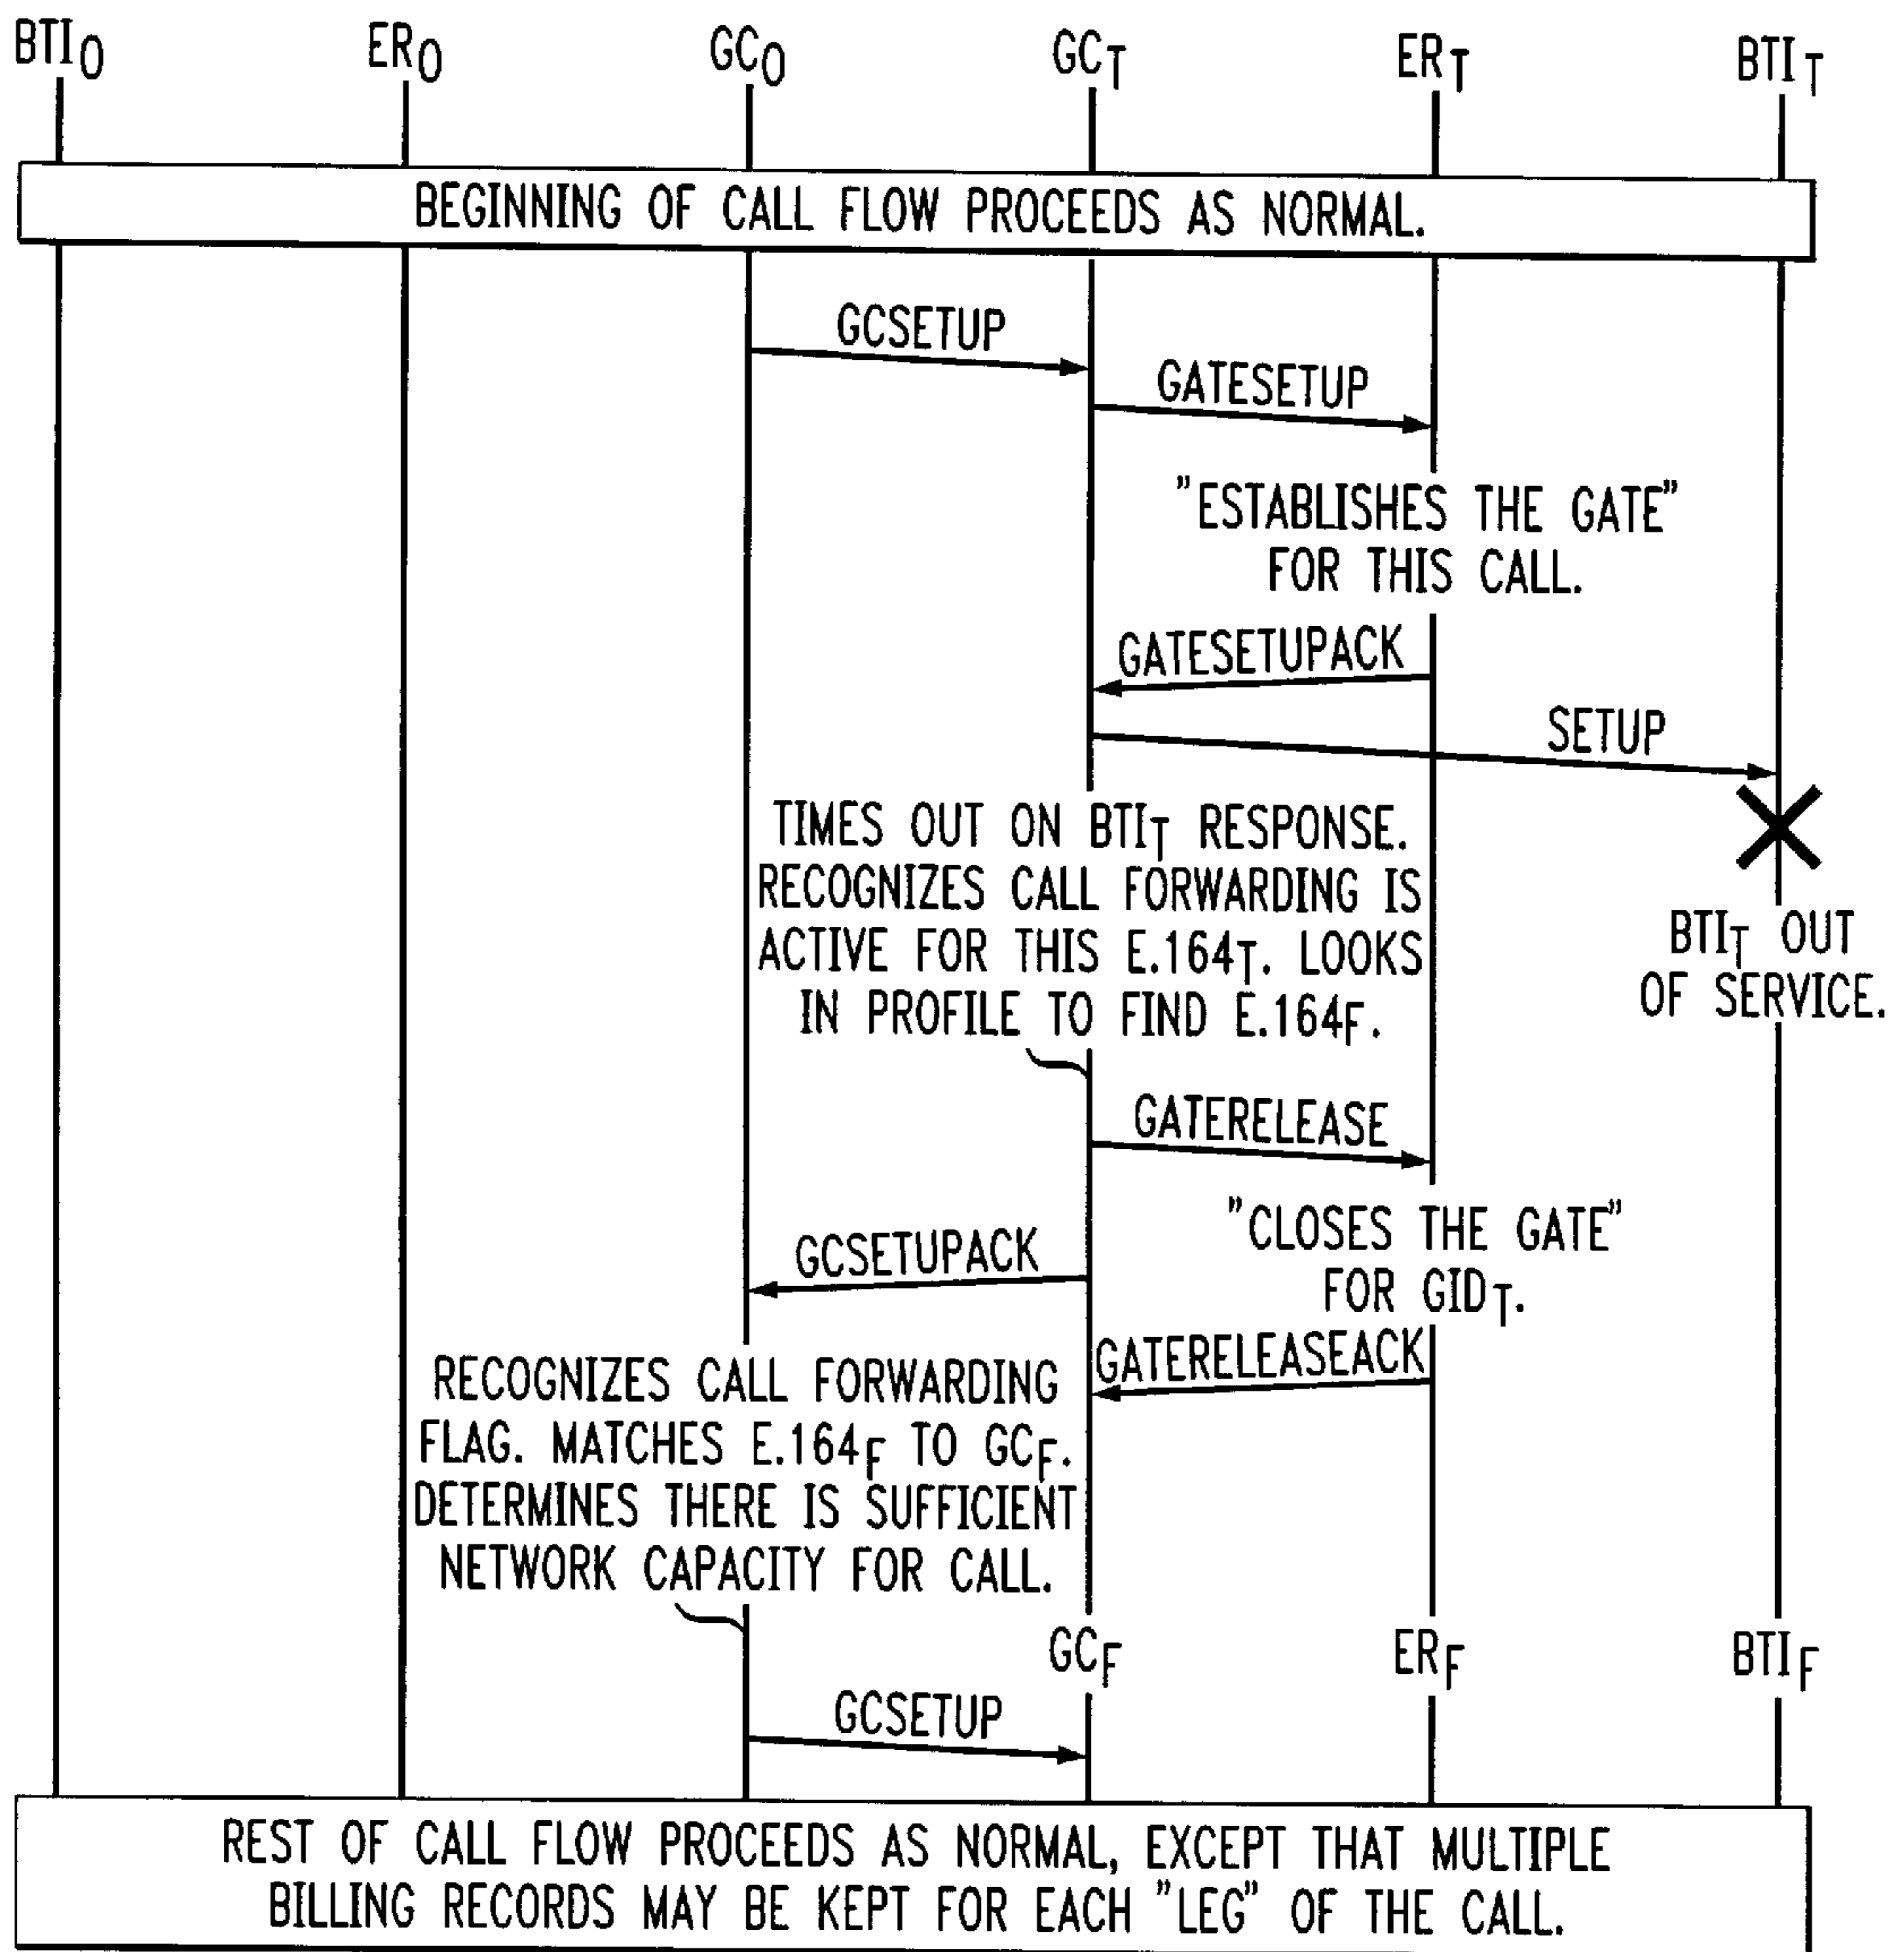 BTIO ERO GCO GCT ERT BTIT
BEGINNING OF CALL FLOW PROCEEDS AS NORMAL.
GCSETUP
GATESETUP
"ESTABLISHES THE GATE"
FOR THIS CALL.
GATESETUPACK
SETUP
TIMES OUT ON BTIT RESPONSE.
RECOGNIZES CALL FORWARDING IS
ACTIVE FOR THIS E.164T. LOOKS
IN PROFILE TO FIND E.164F.
BTIT OUT
OF SERVICE.
GATERELEASE
"CLOSES THE GATE"
FOR GIDT.
GCSETUPACK
GATERELEASEACK
RECOGNIZES CALL FORWARDING
FLAG. MATCHES E.164F TO GCF.
DETERMINES THERE IS SUFFICIENT
NETWORK CAPACITY FOR CALL.
GCF ERF BTIF
GCSETUP
REST OF CALL FLOW PROCEEDS AS NORMAL, EXCEPT THAT MULTIPLE
BILLING RECORDS MAY BE KEPT FOR EACH "LEG" OF THE CALL.